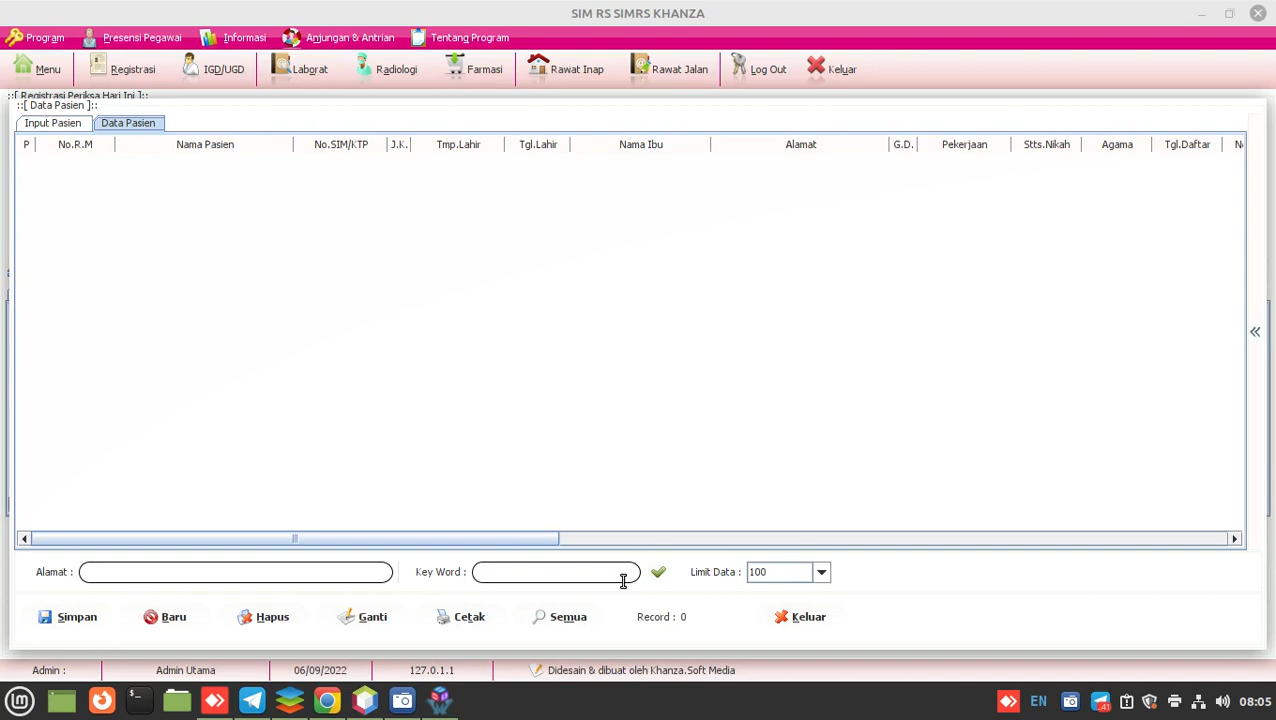 SIM RS SIMRS KHANZA
Program Presensi Pegawai Informasi Anjungan & Antrian Tentang Program
Menu Registrasi IGD/UGD Laborat Radiologi Farmasi Rawat Inap Rawat Jalan Log Out Keluar
::[ Registrasi Periksa Hari Ini ]::
::[ Data Pasien ]::
Input Pasien Data Pasien
P No.R.M Nama Pasien No.SIM/KTP J.K. Tmp.Lahir Tgl.Lahir Nama Ibu Alamat G.D. Pekerjaan Stts.Nikah Agama Tgl.Daftar
Alamat : Key Word : Limit Data : 100
Simpan Baru Hapus Ganti Cetak Semua Record : 0 Keluar
Admin : Admin Utama 06/09/2022 127.0.1.1 Didesain & dibuat oleh Khanza.Soft Media
EN 41 08:05